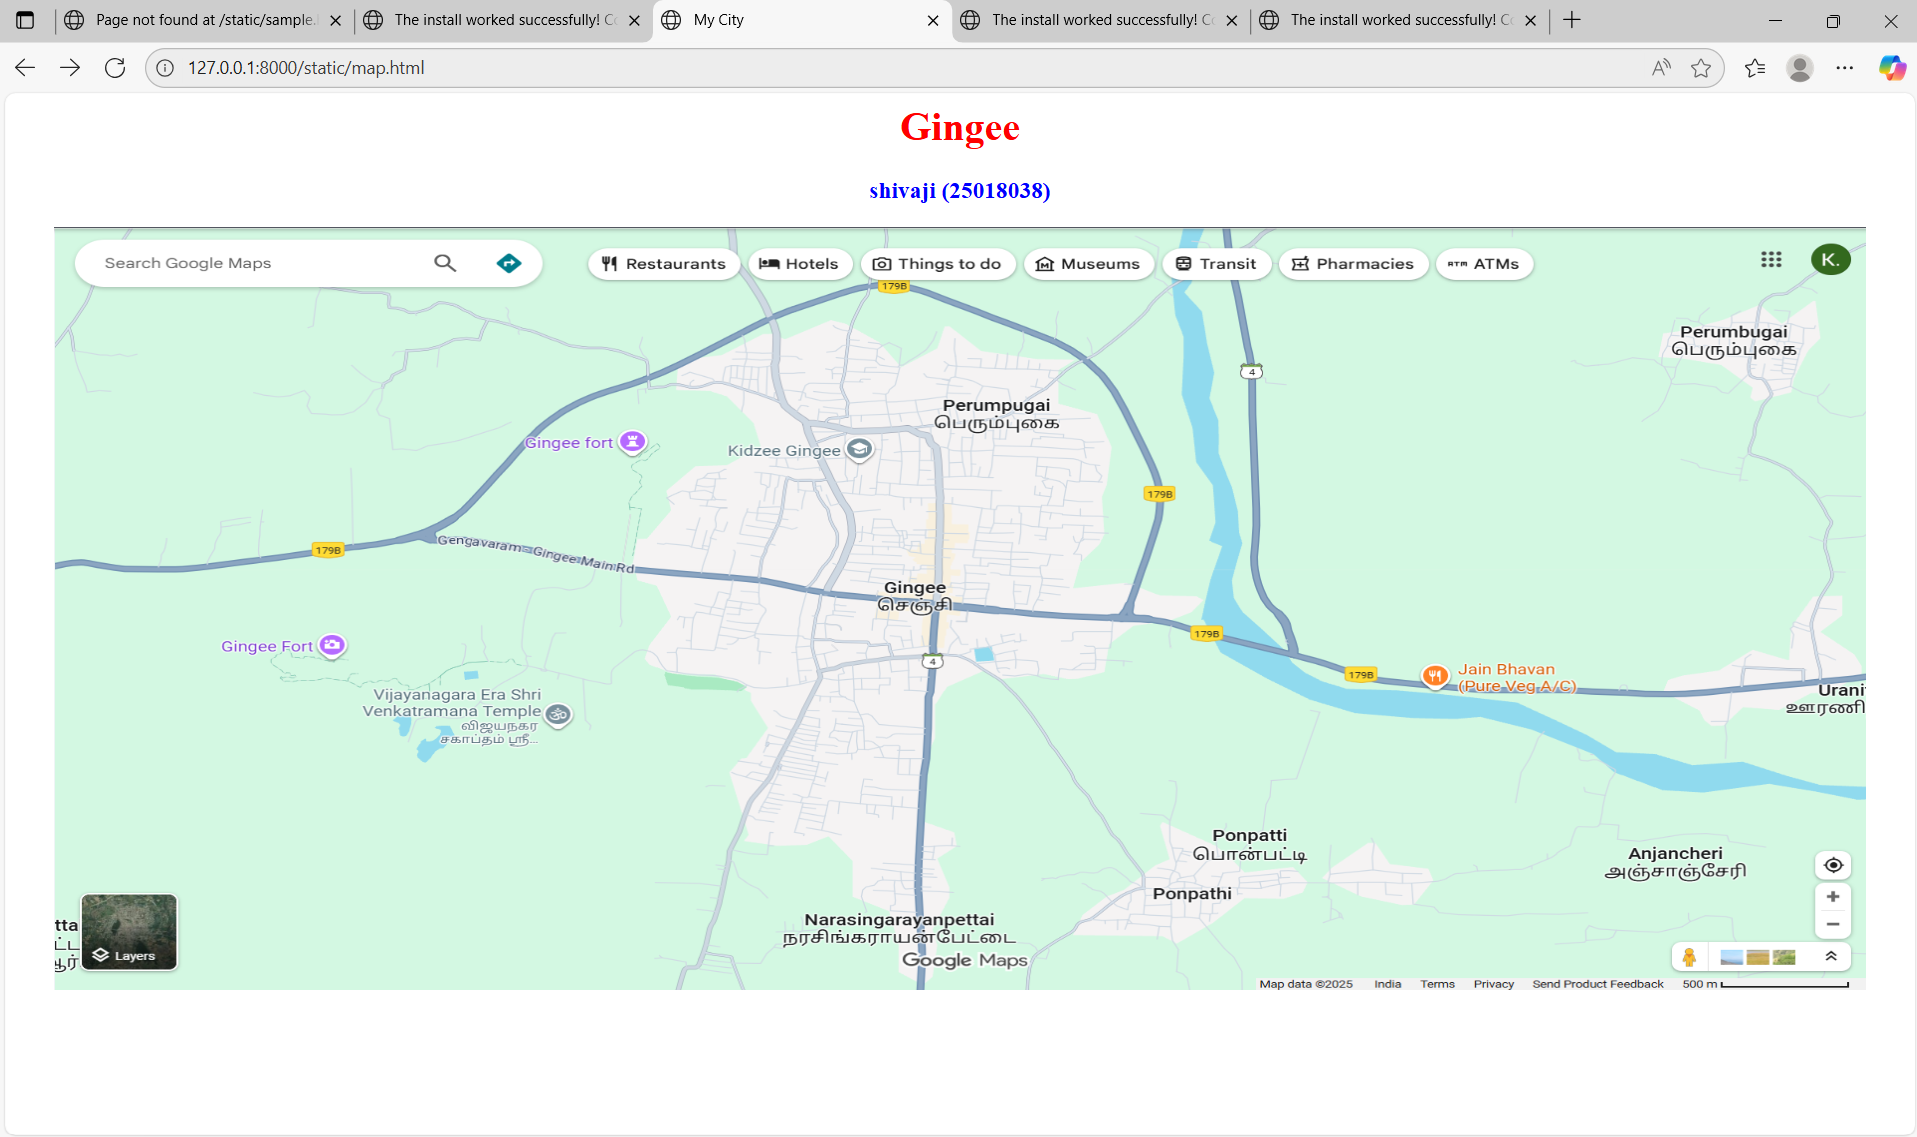 Page not found at /static/sample.
The install worked successfully! Co
My City
The install worked successfully! Co
The install worked successfully! Co
127.0.0.1:8000/static/map.html
Gingee
shivaji (25018038)
Search Google Maps
Restaurants
Hotels
Things to do
Museums
Transit
Pharmacies
ATMs
K.
179B
Perumbugai
பெரும்புகை
4
Perumpugai
பெரும்புகை
Gingee fort
Kidzee Gingee
179B
179B
Gengavaram - Gingee Main Rd
Gingee
செஞ்சி
179B
Gingee Fort
4
179B
Jain Bhavan
(Pure Veg A/C)
Urani
ஊரணி
Vijayanagara Era Shri
Venkatramana Temple
விஜயநகர
சகாப்தம் ஸ்ரீ...
Ponpatti
பொன்பட்டி
Anjancheri
அஞ்சாஞ்சேரி
Ponpathi
Narasingarayanpettai
நரசிங்கராயன்பேட்டை
tta
Layers
Google Maps
Map data ©2025
India
Terms
Privacy
Send Product Feedback
500 m